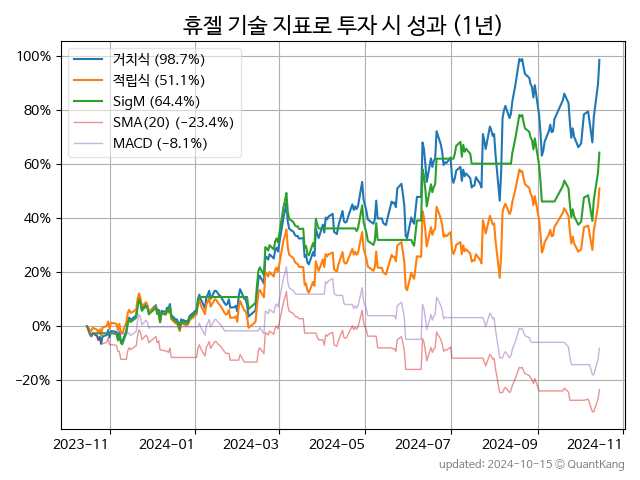 휴젤 기술 지표로 투자 시 성과 (1년)
거치식 (98.7%)
적립식 (51.1%)
SigM (64.4%)
SMA(20) (−23.4%)
MACD (−8.1%)
100%
80%
60%
40%
20%
0%
−20%
2023-11 2024-01 2024-03 2024-05 2024-07 2024-09 2024-11
updated: 2024-10-15 © QuantKang